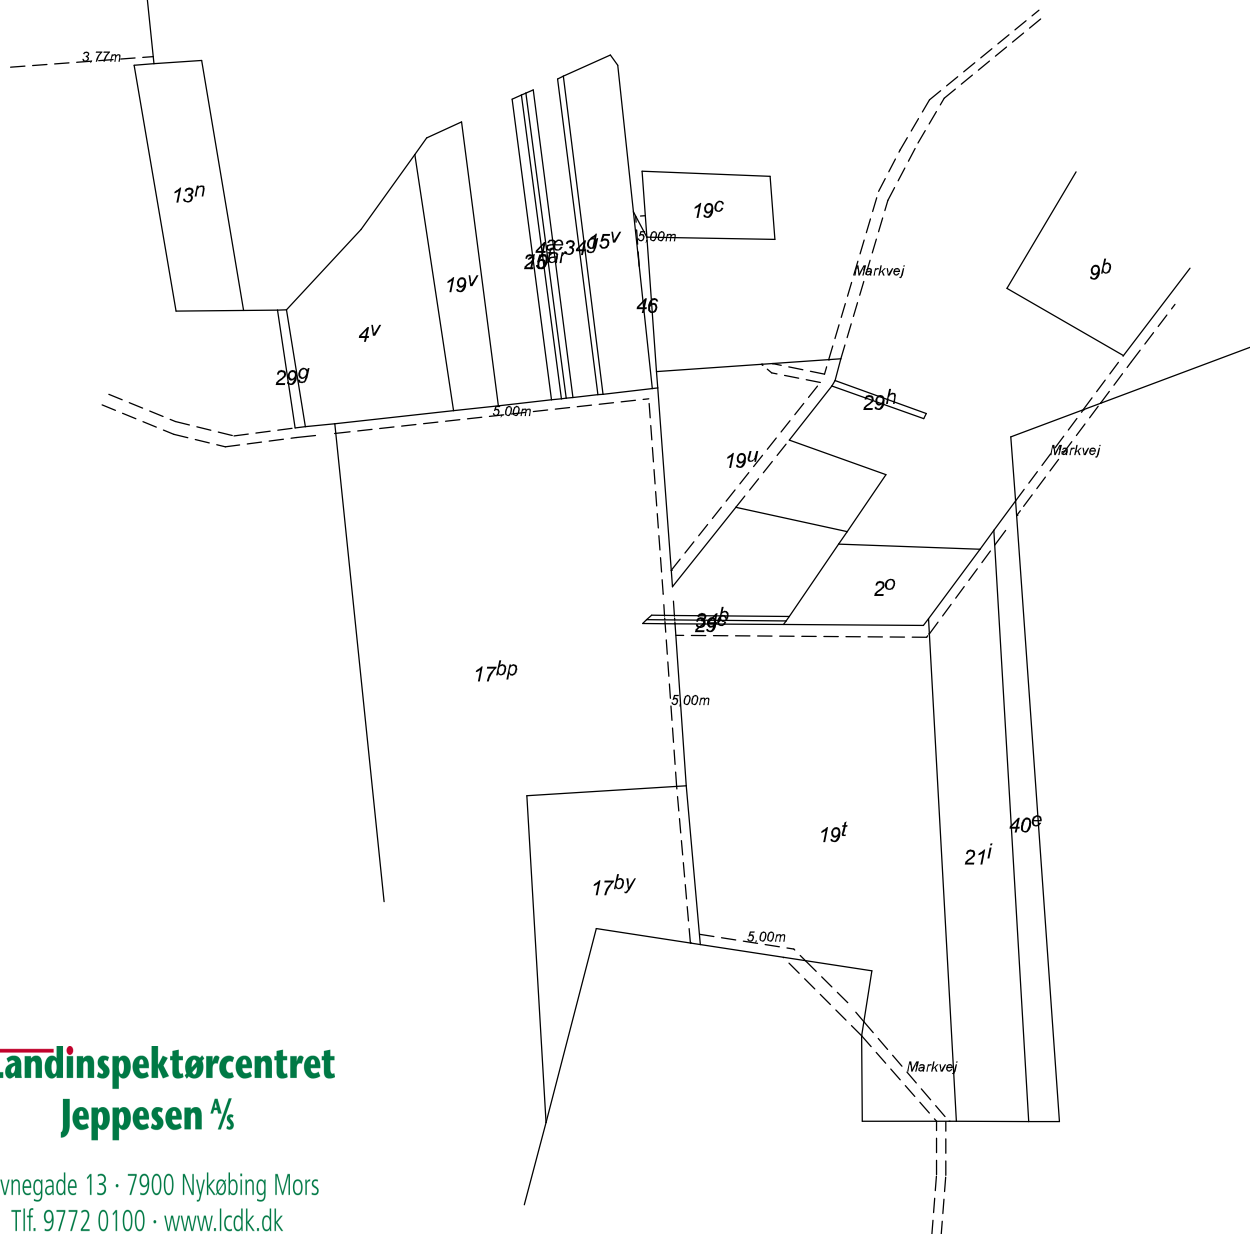 3,77m
13n
19c
15v
34g
5,00m
Markvej
9b
19v
46
4v
29g
29h
5,00m
Markvej
19u
2o
17bp
5,00m
19t
40e
21i
17by
5,00m
Landinspektørcentret
Jeppesen A/S
Markvej
vnegade 13 · 7900 Nykøbing Mors
Tlf. 9772 0100 · www.lcdk.dk